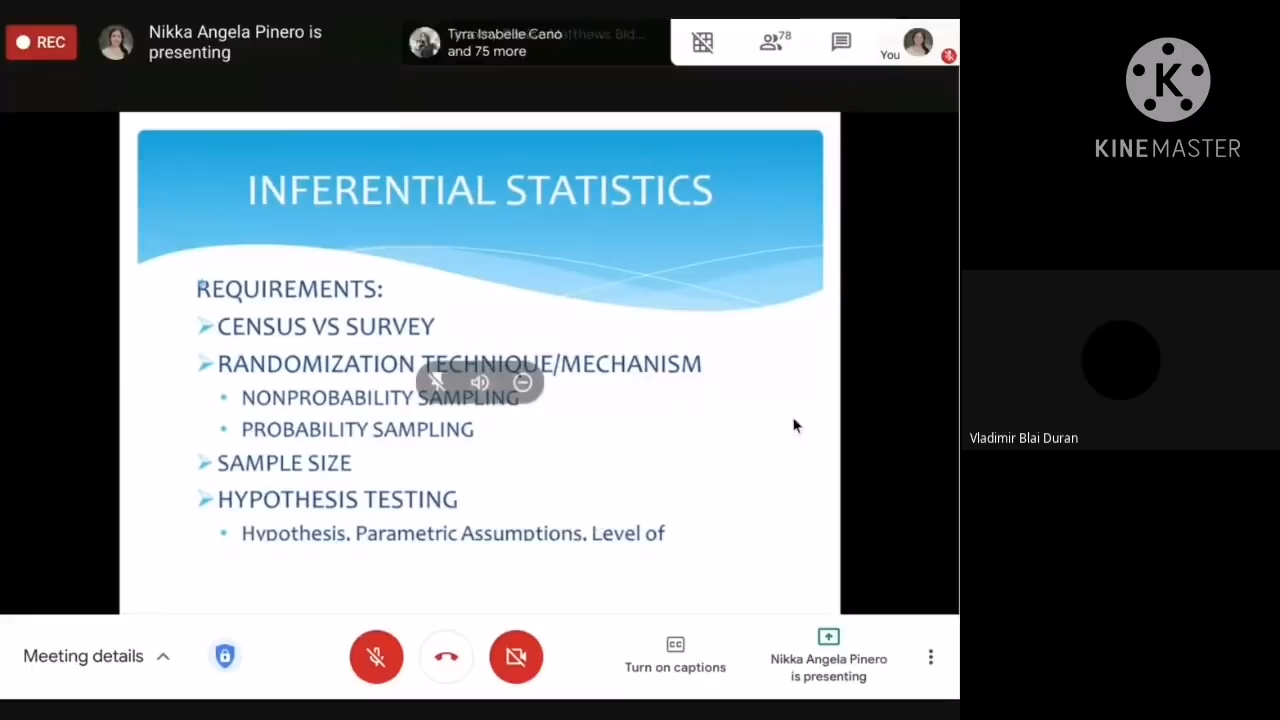 REC
Nikka Angela Pinero is
presenting
Tyra Isabelle Cano
and 75 more
78
You
K
KINEMASTER
INFERENTIAL STATISTICS
REQUIREMENTS:
CENSUS VS SURVEY
RANDOMIZATION TECHNIQUE/MECHANISM
NONPROBABILITY SAMPLING
PROBABILITY SAMPLING
SAMPLE SIZE
HYPOTHESIS TESTING
Hypothesis, Parametric Assumptions, Level of
Vladimir Blai Duran
Meeting details
CC
Turn on captions
Nikka Angela Pinero
is presenting